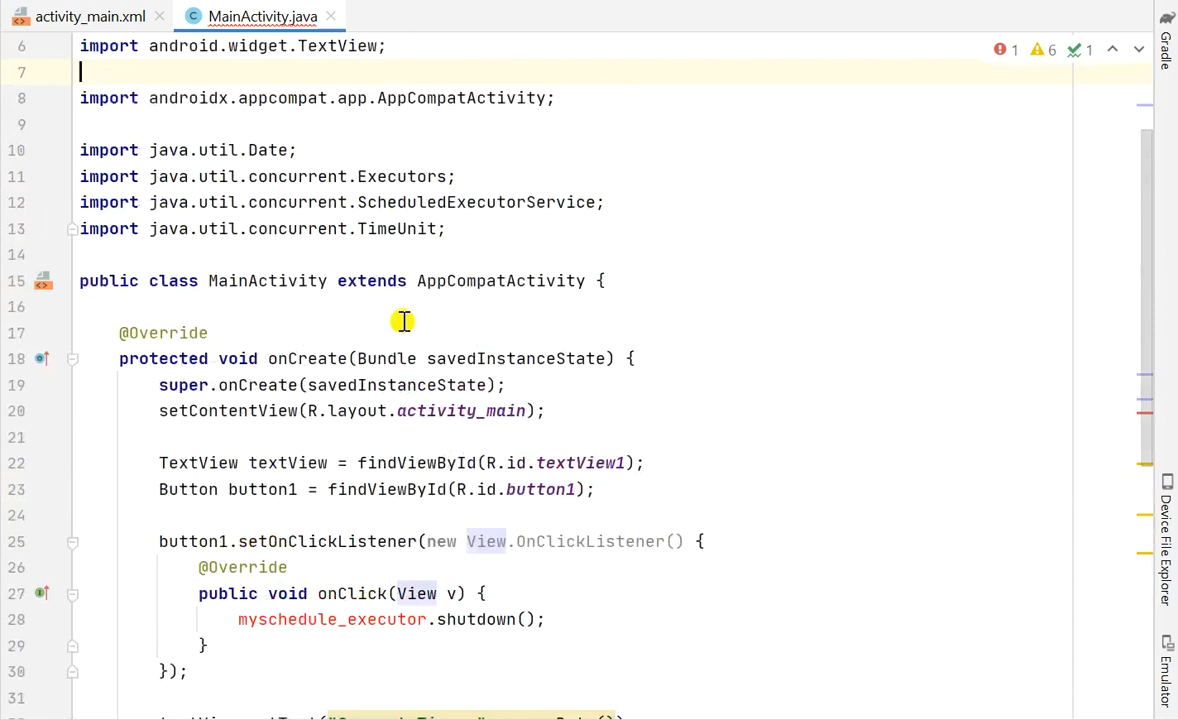 activity_main.xml MainActivity.java
6 import android.widget.TextView;
1 6 1
7
8 import androidx.appcompat.app.AppCompatActivity;
9
10 import java.util.Date;
11 import java.util.concurrent.Executors;
12 import java.util.concurrent.ScheduledExecutorService;
13 import java.util.concurrent.TimeUnit;
14
15 public class MainActivity extends AppCompatActivity {
16
17 @Override
18 protected void onCreate(Bundle savedInstanceState) {
19 super.onCreate(savedInstanceState);
20 setContentView(R.layout.activity_main);
21
22 TextView textView = findViewById(R.id.textView1);
23 Button button1 = findViewById(R.id.button1);
24
25 button1.setOnClickListener(new View.OnClickListener() {
26 @Override
27 public void onClick(View v) {
28 myschedule_executor.shutdown();
29 }
30 });
31
Gradle
Device File Explorer
Emulator